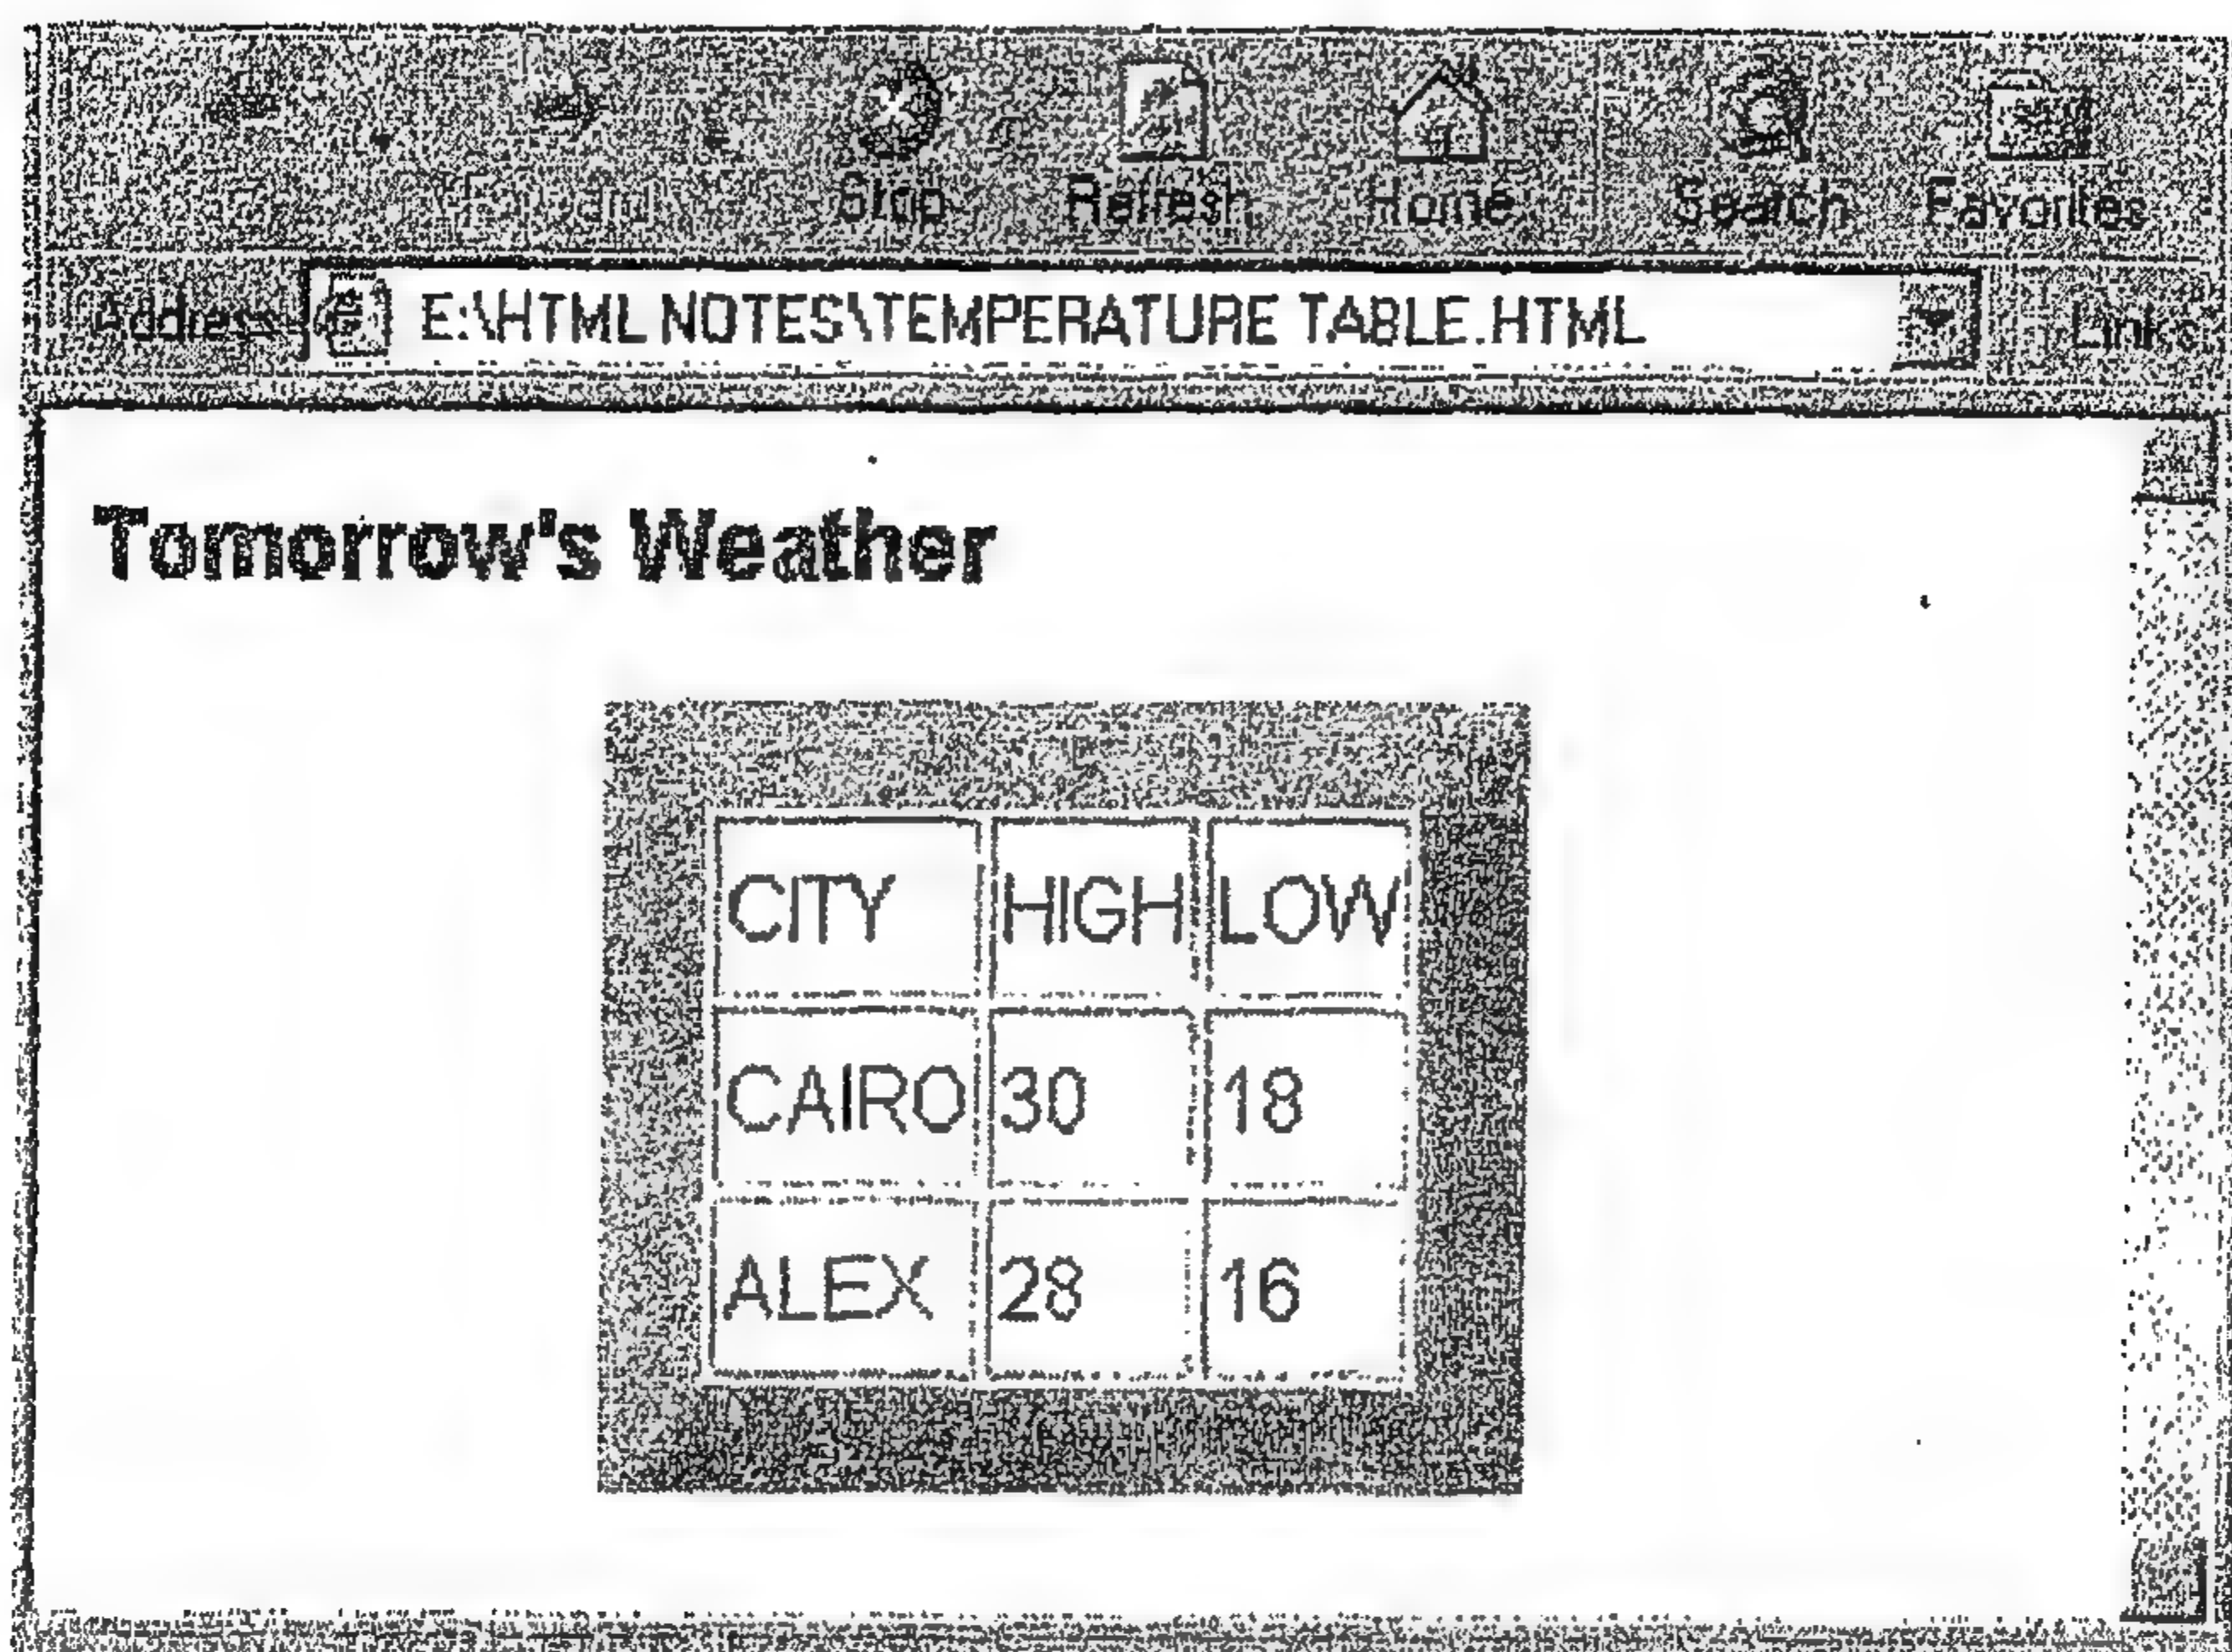 Stop Refresh Home Search Favorites
Address E:\HTML NOTES\TEMPERATURE TABLE.HTML Links
Tomorrow's Weather
CITY HIGH LOW
CAIRO 30 18
ALEX 28 16